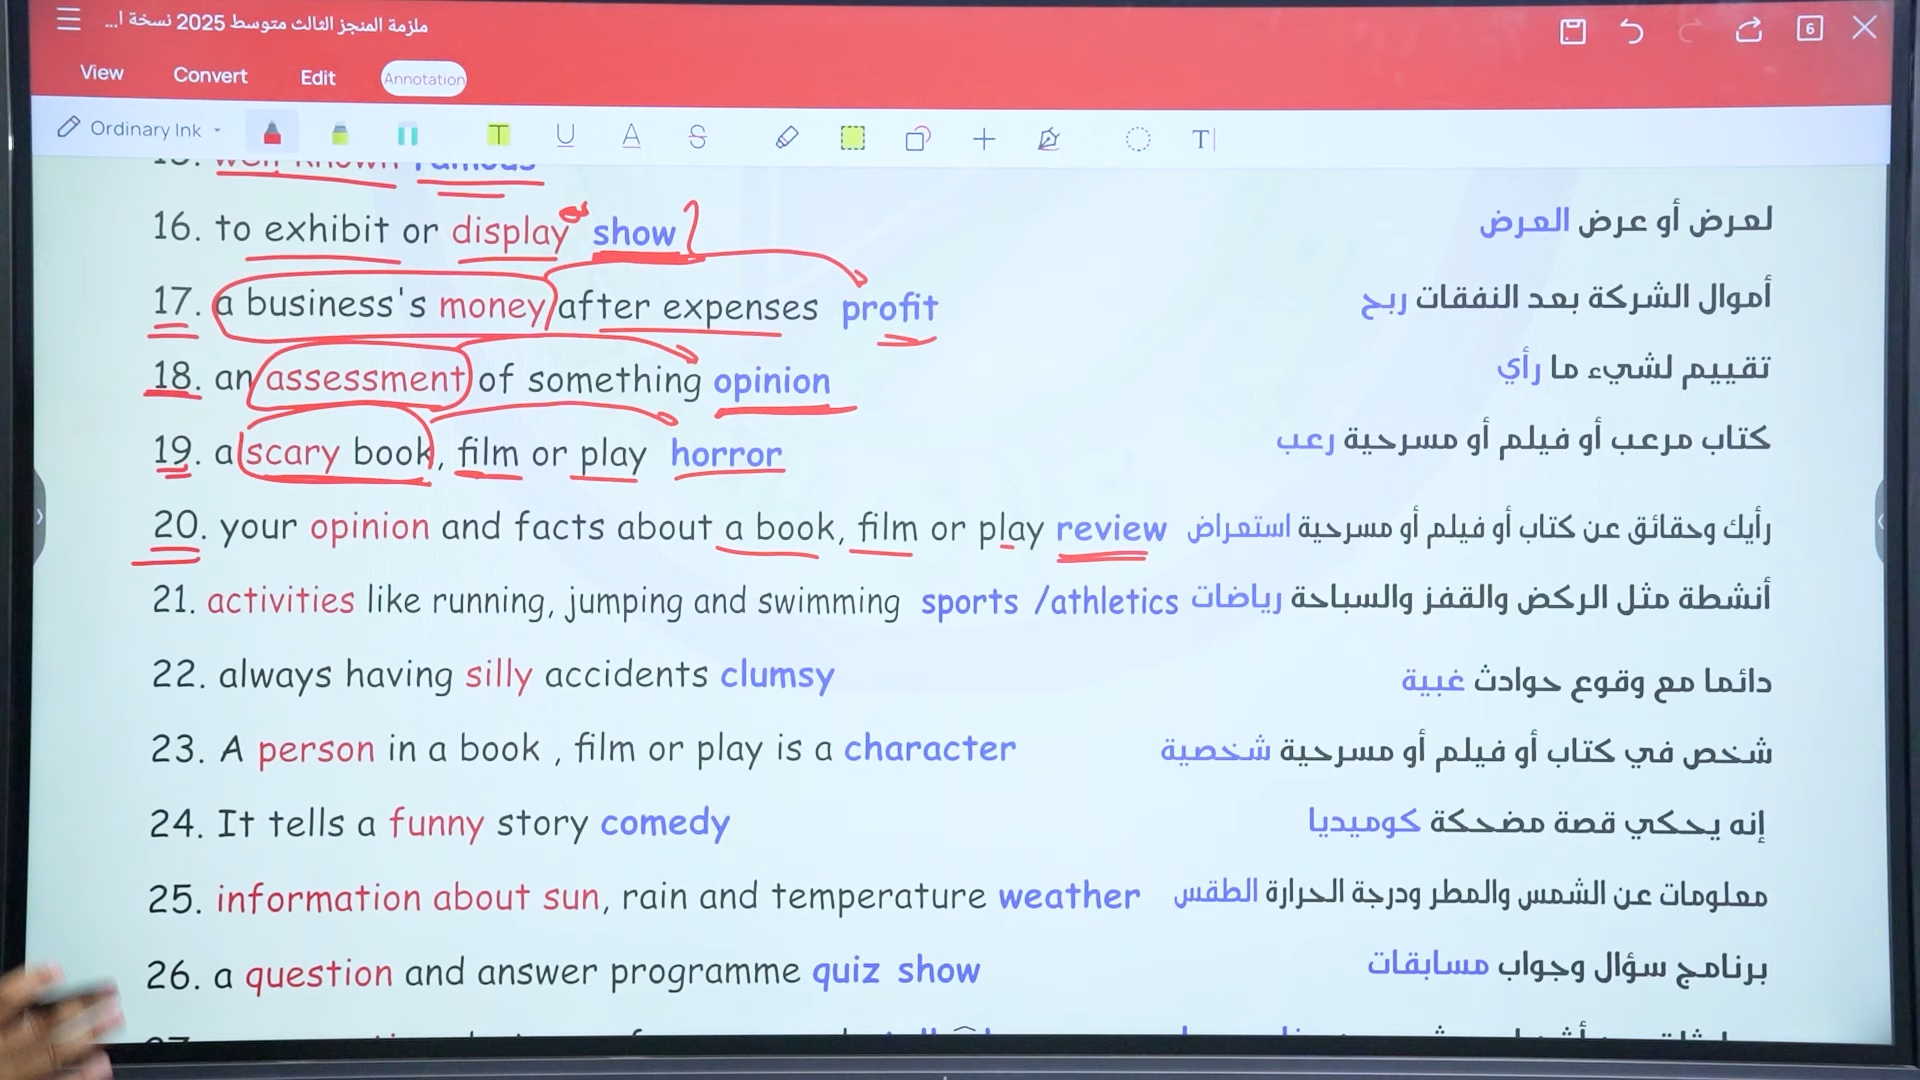 ملزمة المنجز الثالث متوسط 2025 نسخة ا...
6
View Convert Edit Annotation
Ordinary Ink
15. well known famous
16. to exhibit or display show لعرض أو عرض العرض
17. a business's money after expenses profit أموال الشركة بعد النفقات ربح
18. an assessment of something opinion تقييم لشيء ما رأي
19. a scary book, film or play horror كتاب مرعب أو فيلم أو مسرحية رعب
20. your opinion and facts about a book, film or play review رأيك وحقائق عن كتاب أو فيلم أو مسرحية استعراض
21. activities like running, jumping and swimming sports /athletics أنشطة مثل الركض والقفز والسباحة رياضات
22. always having silly accidents clumsy دائما مع وقوع حوادث غبية
23. A person in a book , film or play is a character شخص في كتاب أو فيلم أو مسرحية شخصية
24. It tells a funny story comedy إنه يحكي قصة مضحكة كوميديا
25. information about sun, rain and temperature weather معلومات عن الشمس والمطر ودرجة الحرارة الطقس
26. a question and answer programme quiz show برنامج سؤال وجواب مسابقات